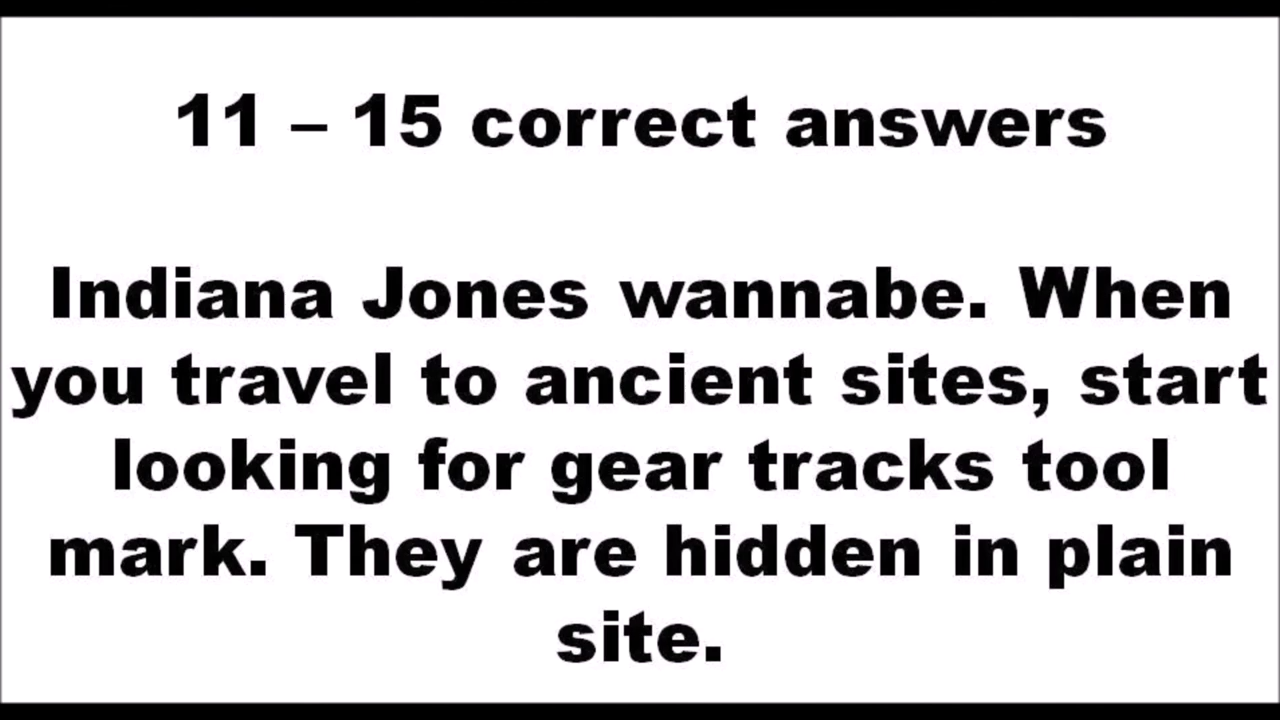 11 – 15 correct answers
Indiana Jones wannabe. When
you travel to ancient sites, start
looking for gear tracks tool
mark. They are hidden in plain
site.